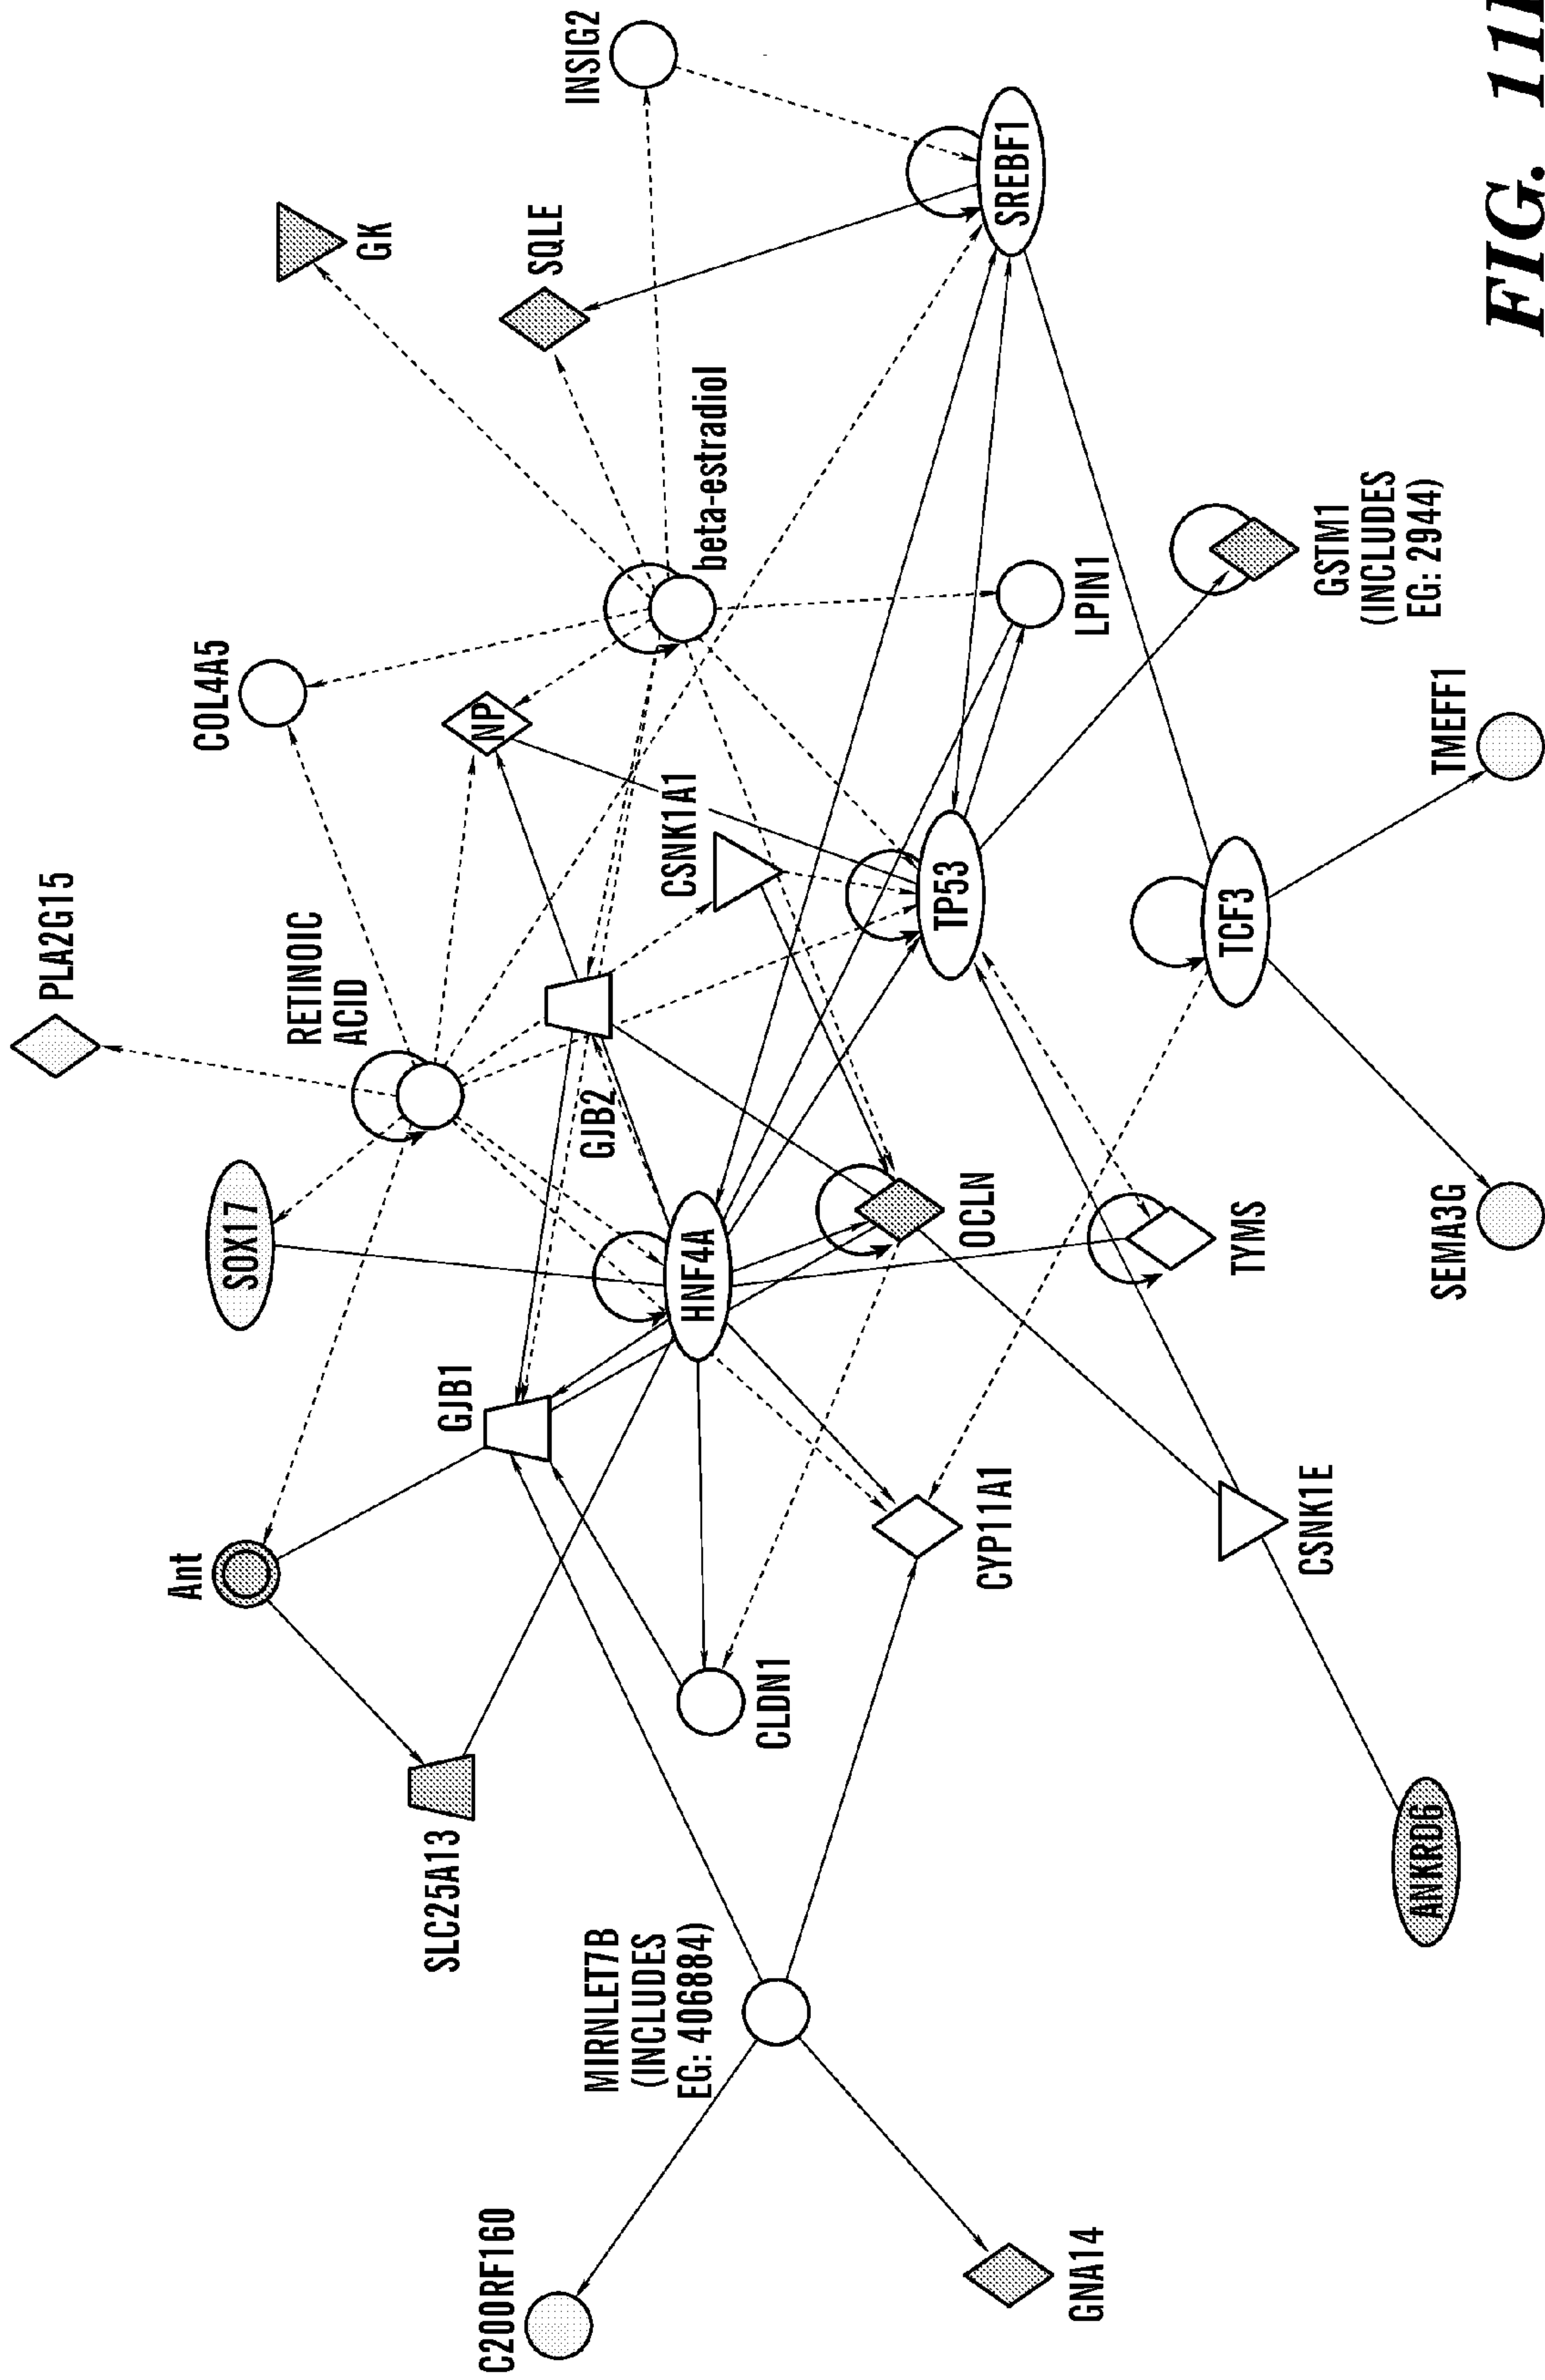 PLA2G15
Ant
SOX17
COL4A5
RETINOIC
ACID
GK
SLC25A13
GJB1
C20ORF160
NP
SQLE
INSIG2
GJB2
MIRNLET7B
(INCLUDES
EG: 406884)
CSNK1A1
HNF4A
beta-estradiol
CLDN1
TP53
OCLN
CYP11A1
SREBF1
GNA14
LPIN1
TCF3
TYMS
CSNK1E
GSTM1
(INCLUDES
EG: 2944)
ANKRD6
SEMA3G
TMEFF1
FIG.